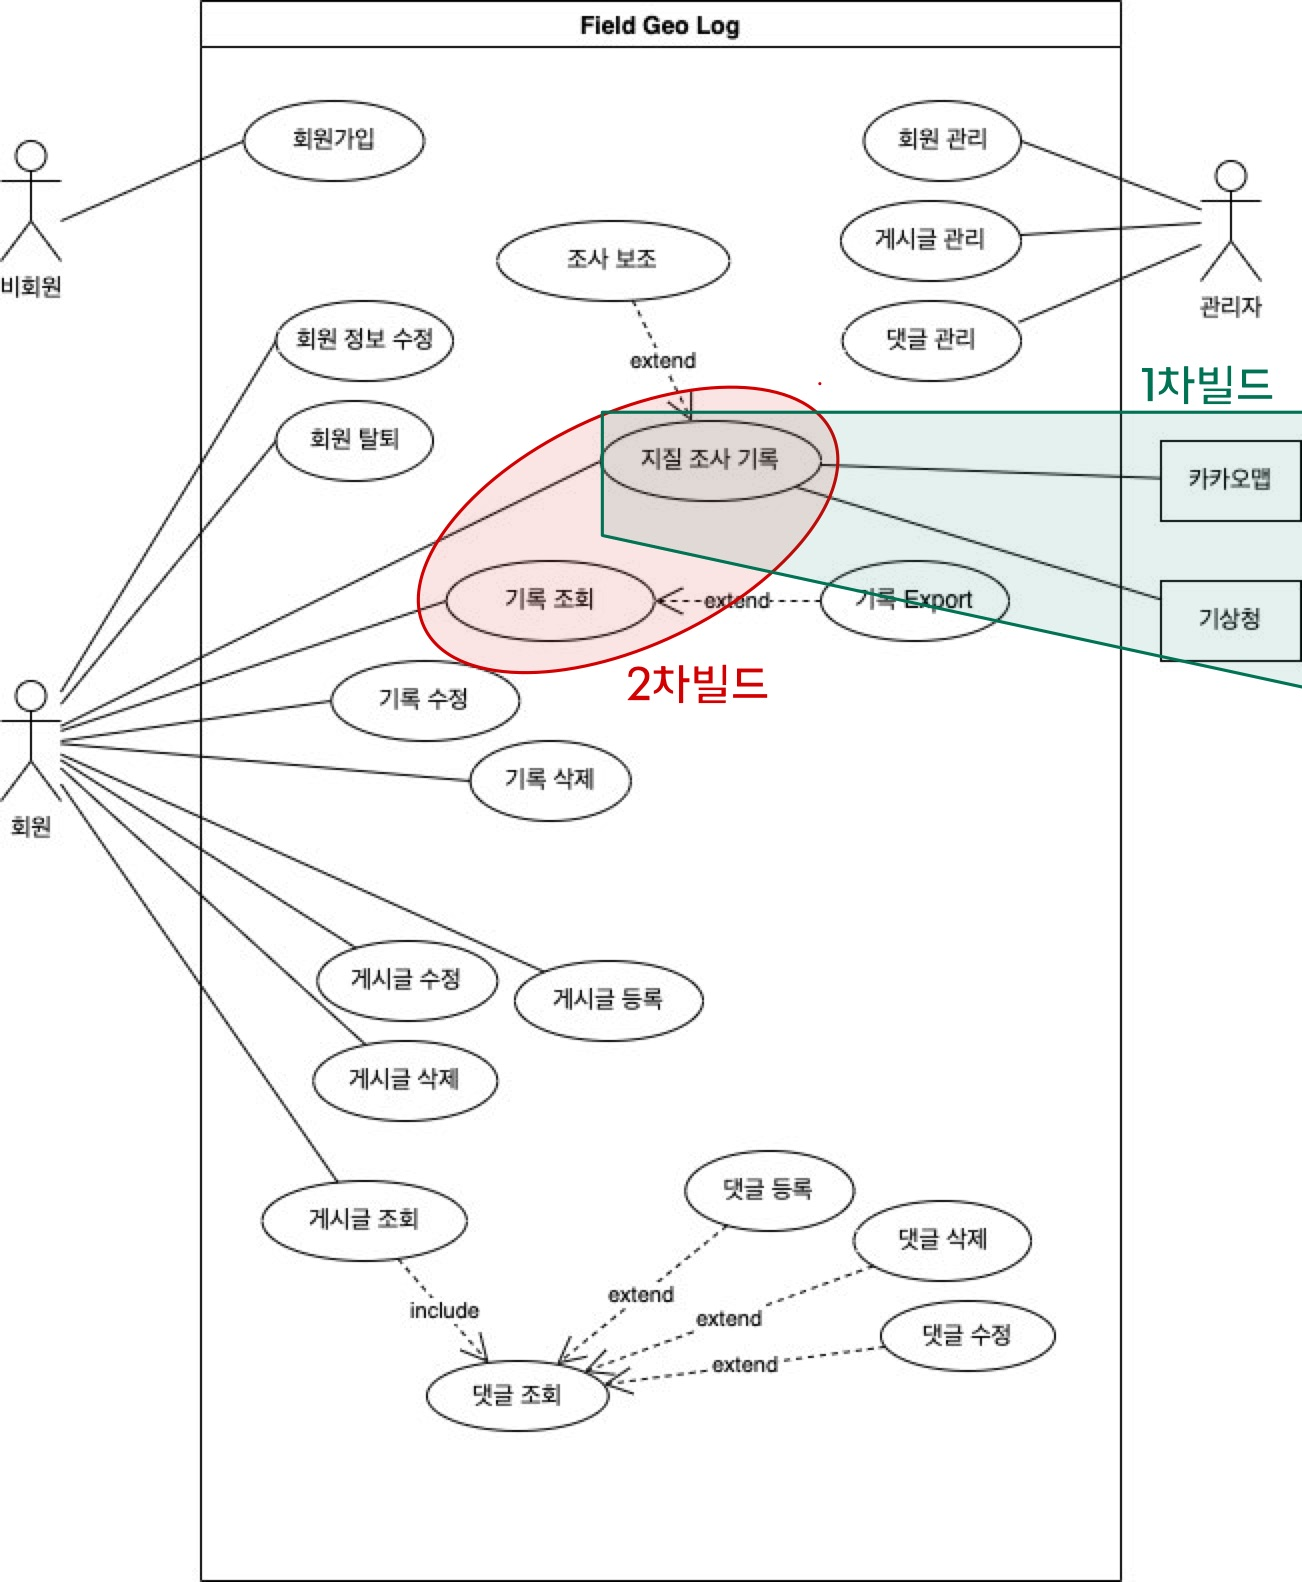 Field Geo Log
회원가입
회원 관리
비회원
게시글 관리
조사 보조
관리자
회원 정보 수정
댓글 관리
extend
1차빌드
회원 탈퇴
지질 조사 기록
카카오맵
기록 조회
extend
기록 Export
기상청
2차빌드
기록 수정
기록 삭제
회원
게시글 수정
게시글 등록
게시글 삭제
댓글 등록
게시글 조회
댓글 삭제
extend
include
extend
댓글 수정
extend
댓글 조회